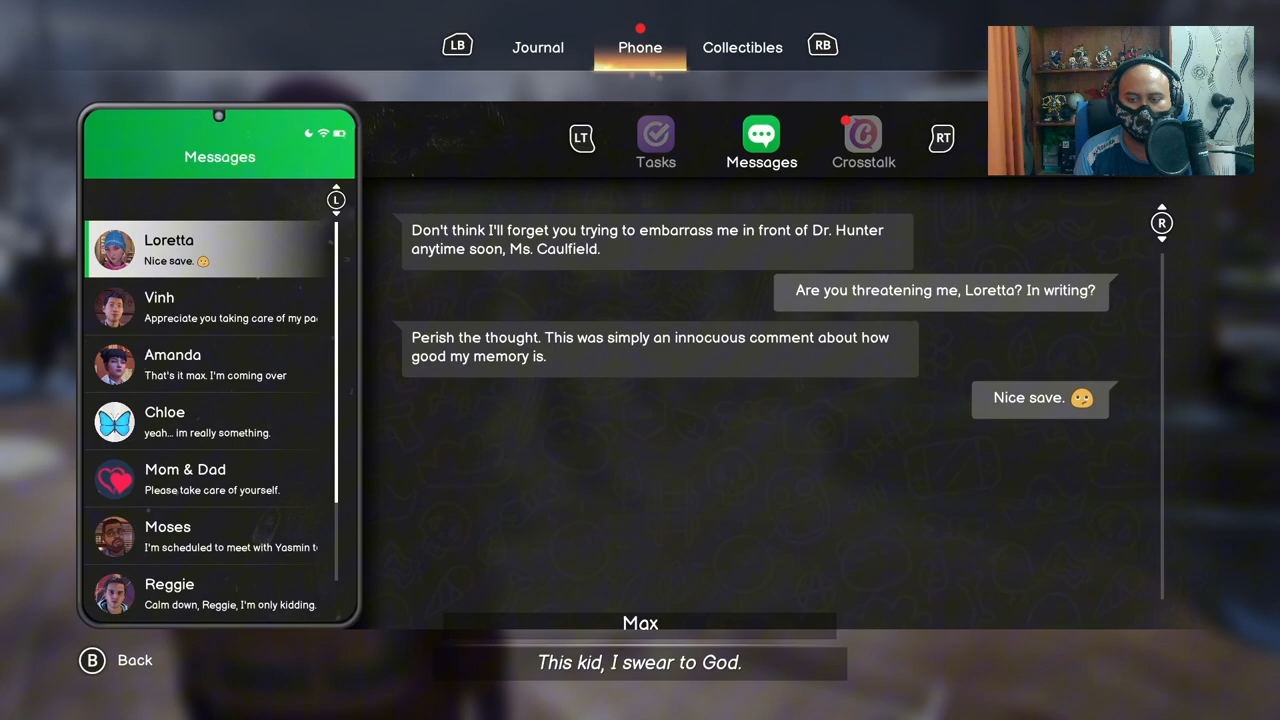 LB
Journal
Phone
Collectibles
RB
Messages
LT
Tasks
Messages
Crosstalk
RT
L
Loretta
Nice save. 🫤
Vinh
Appreciate you taking care of my pa
Amanda
That's it max. I'm coming over
Chloe
yeah... im really something.
Mom & Dad
Please take care of yourself.
Moses
I'm scheduled to meet with Yasmin t
Reggie
Calm down, Reggie, I'm only kidding.
Don't think I'll forget you trying to embarrass me in front of Dr. Hunter
anytime soon, Ms. Caulfield.
R
Are you threatening me, Loretta? In writing?
Perish the thought. This was simply an innocuous comment about how
good my memory is.
Nice save. 🫤
Max
This kid, I swear to God.
B
Back